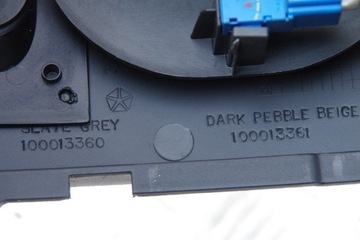 SLATE GREY
100013360
DARK PEBBLE BEIGE
100013361